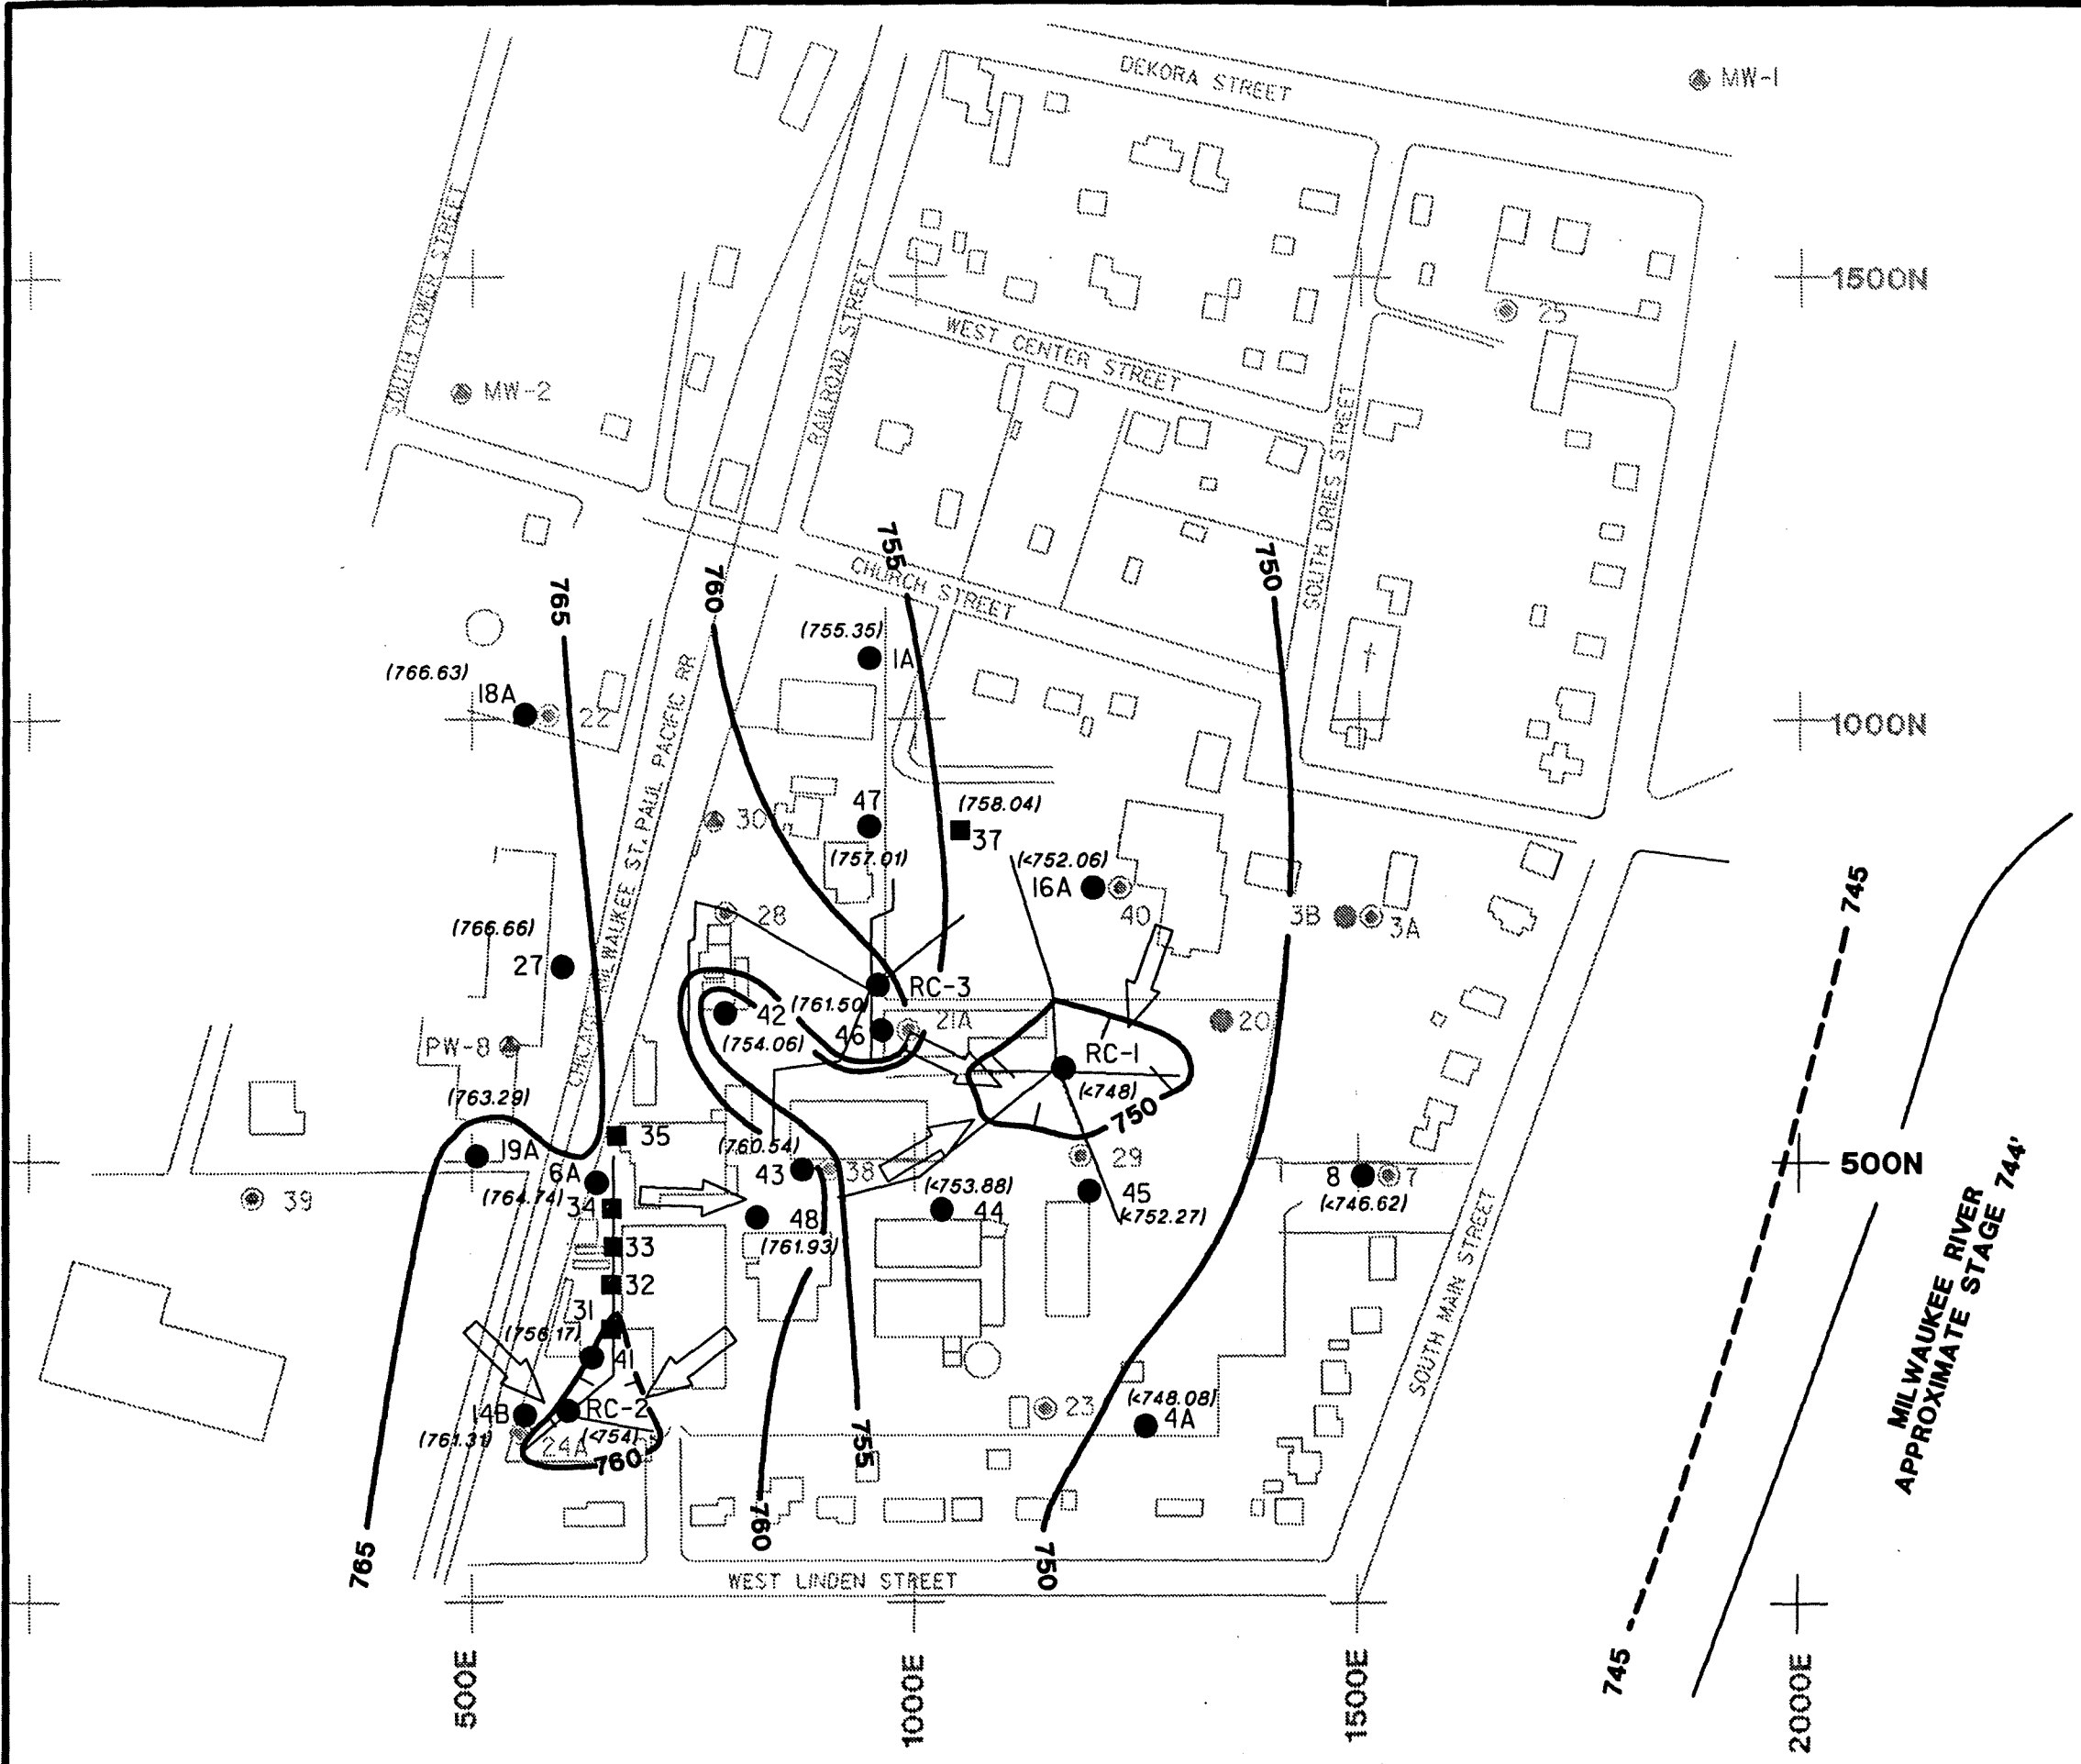 DEKORA STREET
MW-1
SOUTH TOWER STREET
1500N
RAILROAD STREET
25
WEST CENTER STREET
MW-2
SOUTH DRIES STREET
755
750
CHURCH STREET
760
765
(755.35)
1A
(766.63)
18A
22
1000N
CHICAGO MILWAUKEE ST. PAUL PACIFIC RR
47
(758.04)
30
37
(757.01)
(<752.06)
16A
745
28
40
3B
3A
(766.66)
27
RC-3
42
(761.50)
21A
20
46
(754.06)
PW-8
RC-1
(<748)
(763.29)
750
35
(760.54)
19A
29
500N
6A
43
38
8
7
39
(764.74)
34
(<753.88)
45
(<746.62)
48
44
(<752.27)
33
(761.93)
32
31
(756.17)
41
MILWAUKEE RIVER
APPROXIMATE STAGE 744'
SOUTH MAIN STREET
14B
RC-2
23
(<748.08)
4A
(761.31)
24A
(<754)
760
755
760
765
750
WEST LINDEN STREET
745
500E
1000E
1500E
2000E